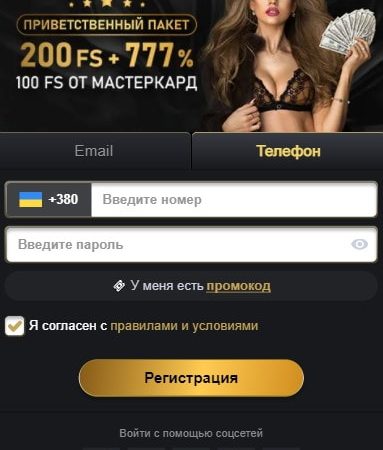 ПРИВЕТСТВЕННЫЙ ПАКЕТ
200 FS + 777 %
100 FS ОТ МАСТЕРКАРД
Email
Телефон
+380 Введите номер
Введите пароль
У меня есть промокод
Я согласен с правилами и условиями
Регистрация
Войти с помощью соцсетей